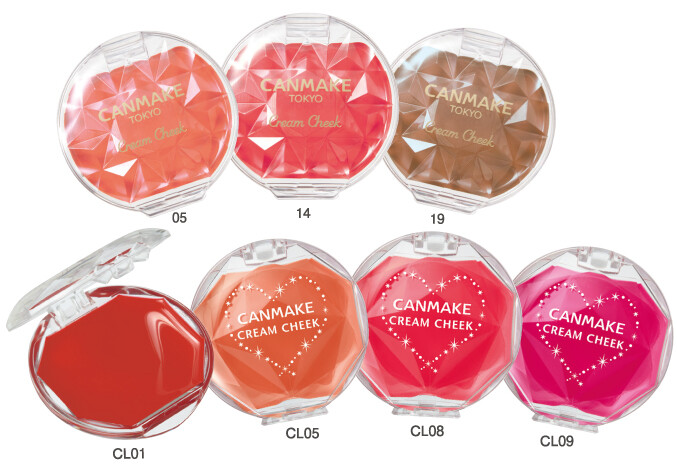 CANMAKE
TOKYO
Cream Cheek
CANMAKE
TOKYO
Cream Cheek
CANMAKE
TOKYO
Cream Cheek
05
14
19
CANMAKE
CREAM CHEEK
CANMAKE
CREAM CHEEK
CANMAKE
CREAM CHEEK
CL01
CL05
CL08
CL09